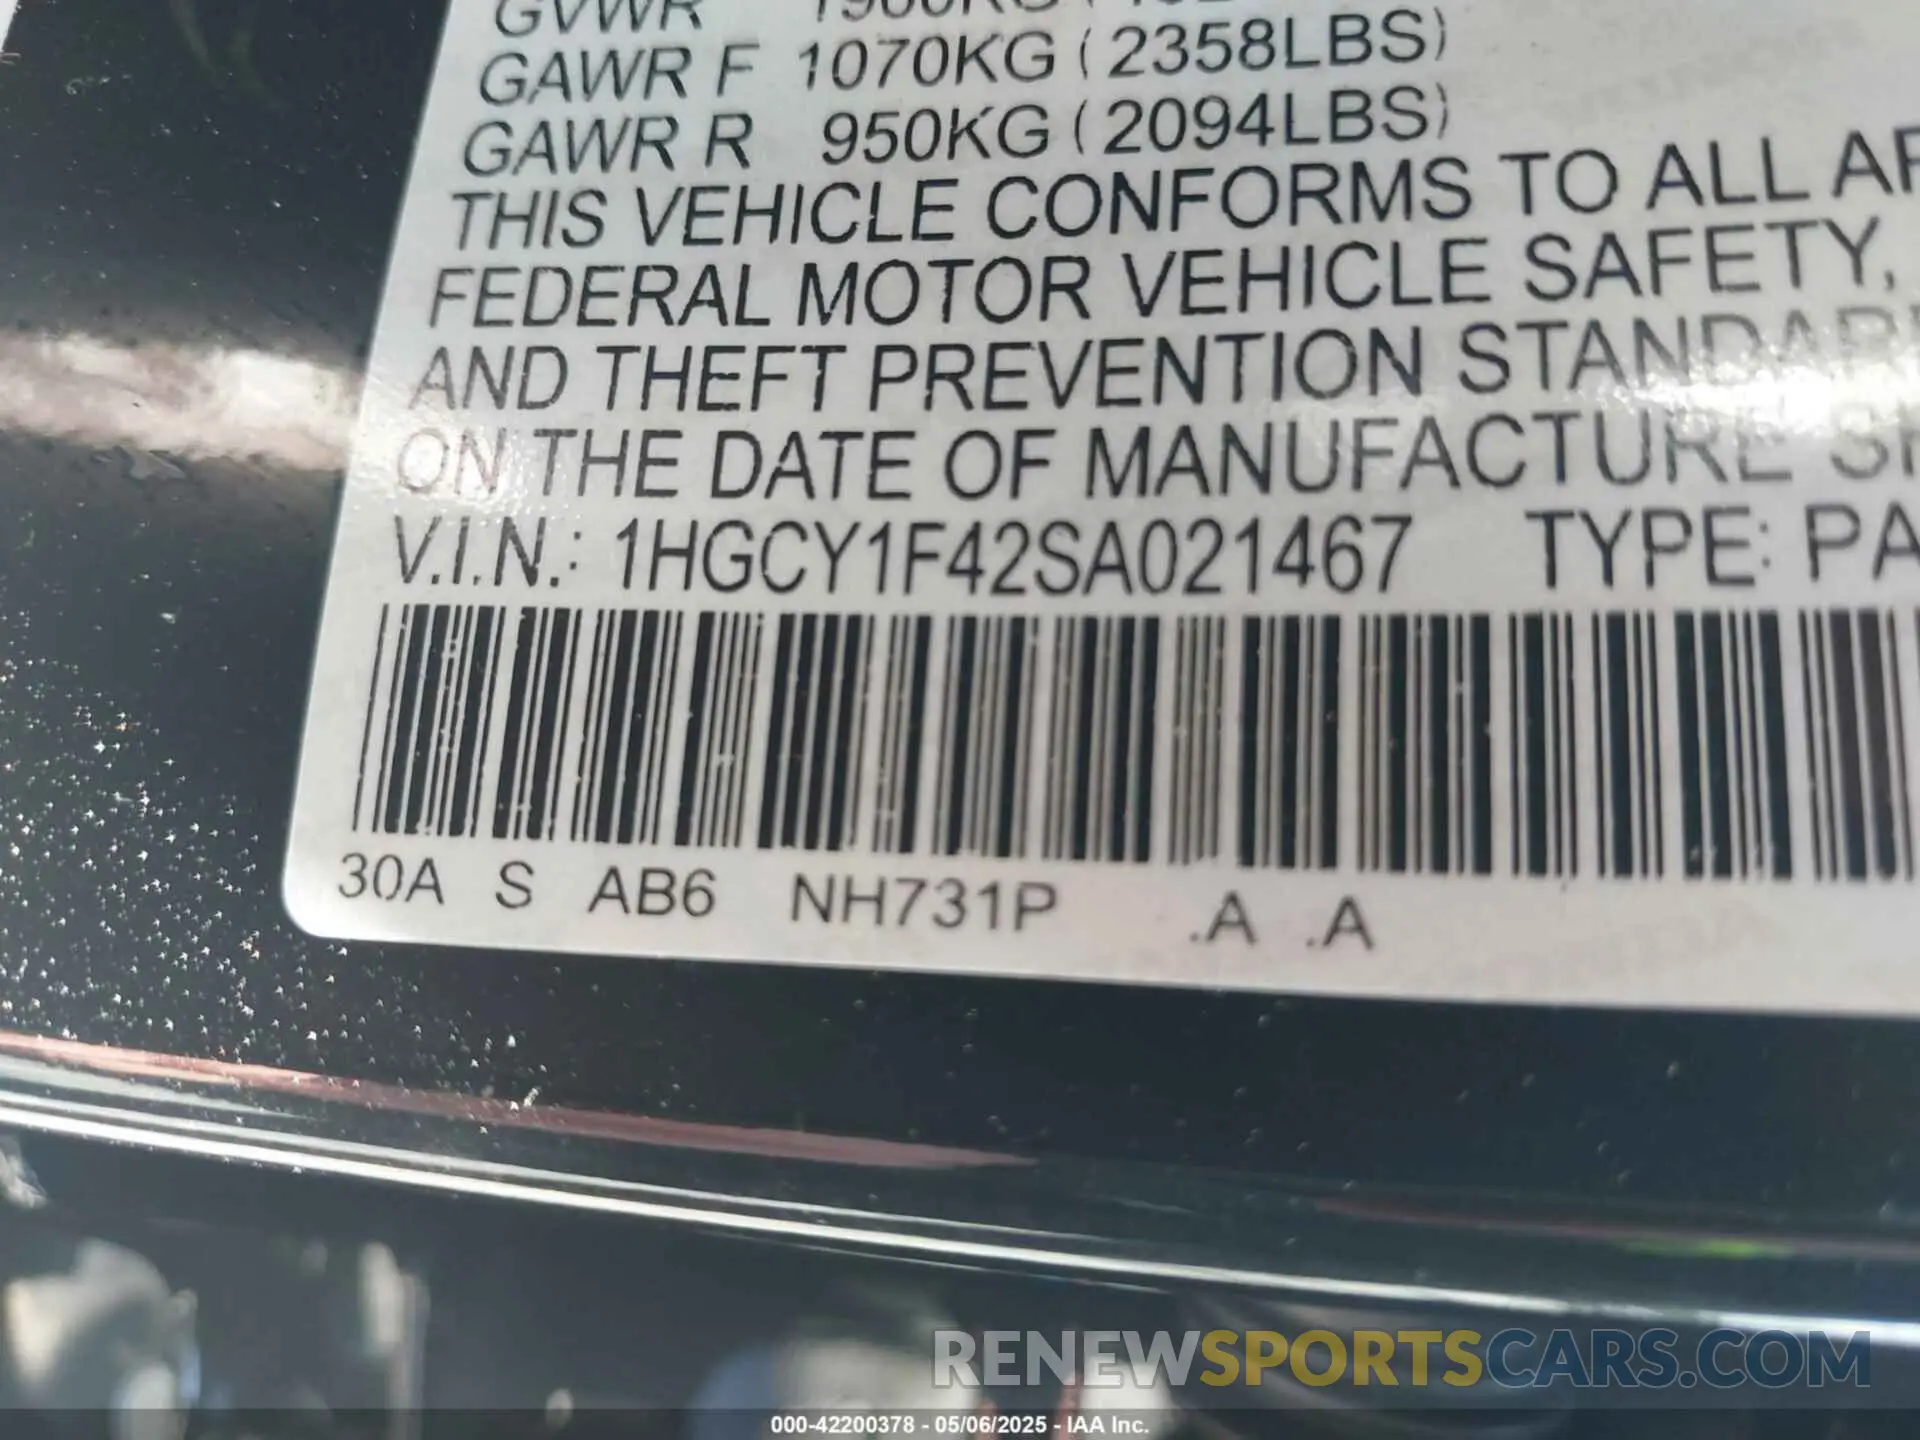 GVWR
GAWR F 1070KG (2358LBS)
GAWR R 950KG (2094LBS)
THIS VEHICLE CONFORMS TO ALL
FEDERAL MOTOR VEHICLE SAFETY,
AND THEFT PREVENTION
ON THE DATE OF MANUFACTURE
V.I.N.: 1HGCY1F42SA021467 TYPE: PA
30A S AB6 NH731P .A .A
RENEWSPORTSCARS.COM
000-42200378 - 05/06/2025 - IAA Inc.